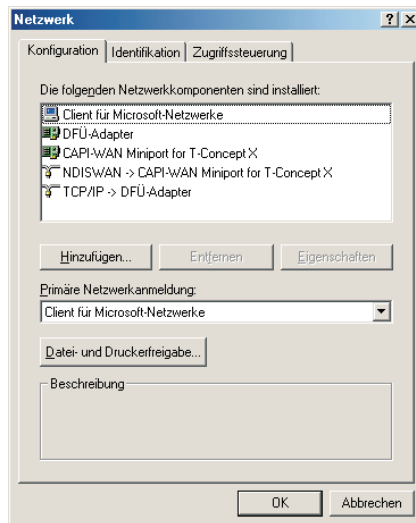 Netzwerk
Konfiguration Identifikation Zugriffssteuerung
Die folgenden Netzwerkkomponenten sind installiert:
Client für Microsoft-Netzwerke
DFÜ-Adapter
CAPI-WAN Miniport for T-Concept X
NDISWAN -> CAPI-WAN Miniport for T-Concept X
TCP/IP -> DFÜ-Adapter
Hinzufügen... Entfernen Eigenschaften
Primäre Netzwerkanmeldung:
Client für Microsoft-Netzwerke
Datei- und Druckerfreigabe...
Beschreibung
OK Abbrechen